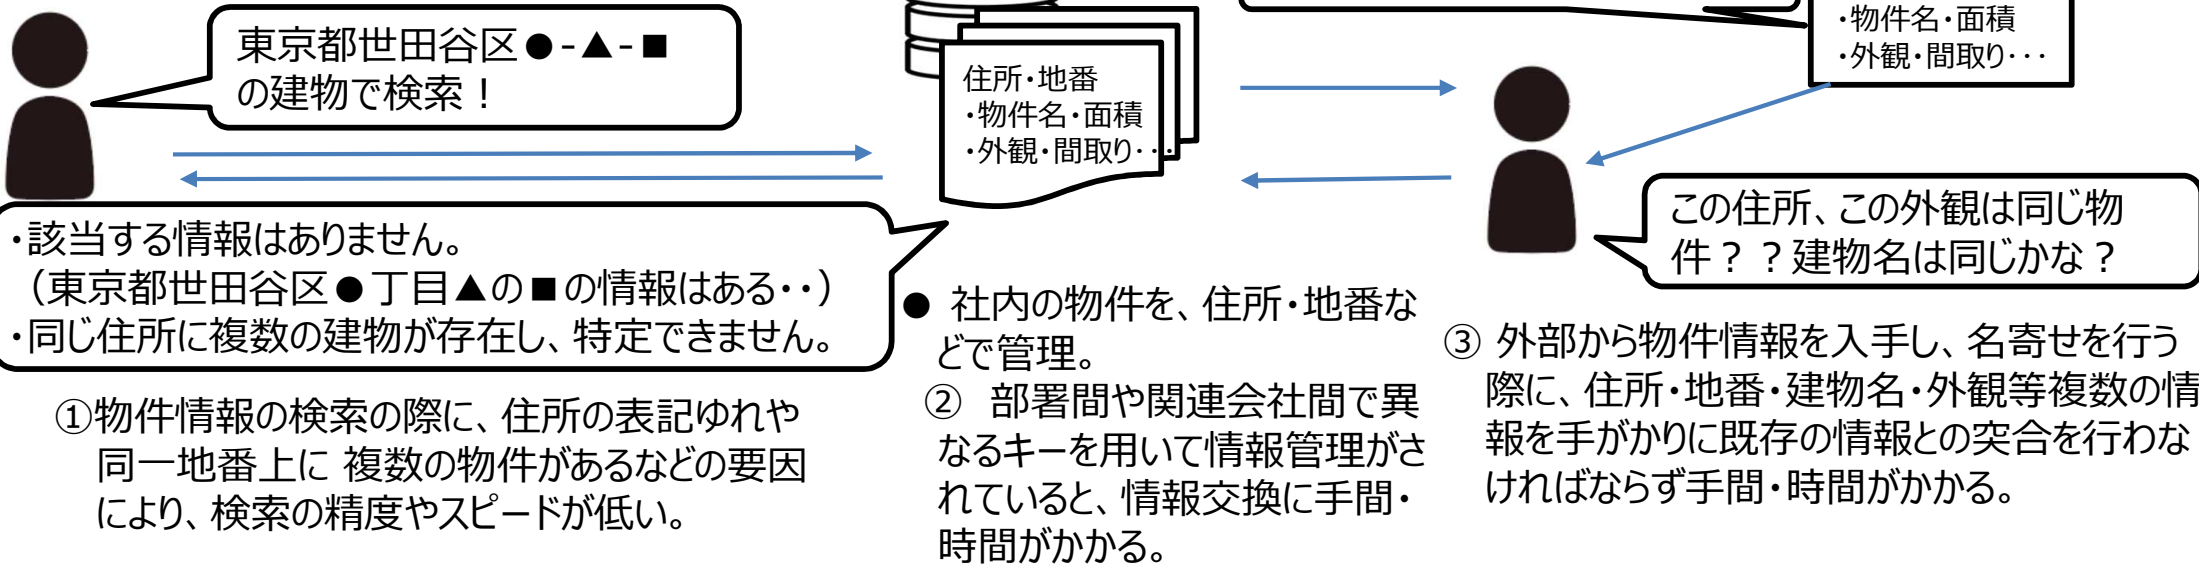 東京都世田谷区●-▲-■
の建物で検索！
住所・地番
・物件名・面積
・外観・間取り・・・
・物件名・面積
・外観・間取り・・・
この住所、この外観は同じ物
件？？建物名は同じかな？
・該当する情報はありません。
（東京都世田谷区●丁目▲の■の情報はある・・）
・同じ住所に複数の建物が存在し、特定できません。
①物件情報の検索の際に、住所の表記ゆれや
同一地番上に 複数の物件があるなどの要因
により、検索の精度やスピードが低い。
● 社内の物件を、住所・地番な
どで管理。
② 部署間や関連会社間で異
なるキーを用いて情報管理がさ
れていると、情報交換に手間・
時間がかかる。
③ 外部から物件情報を入手し、名寄せを行う
際に、住所・地番・建物名・外観等複数の情
報を手がかりに既存の情報との突合を行わな
ければならず手間・時間がかかる。